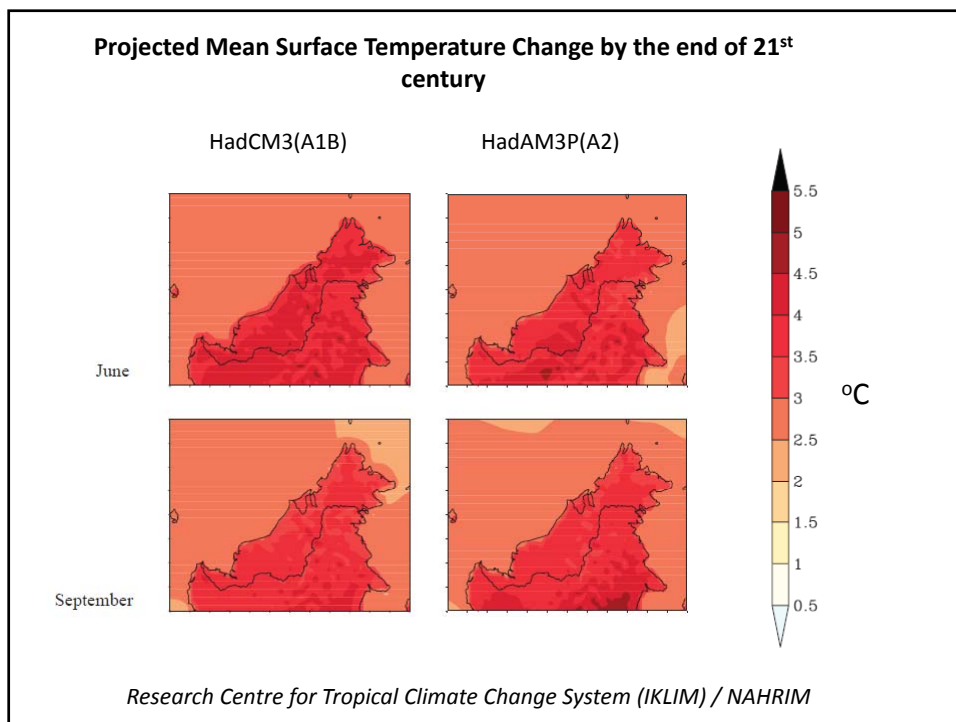 Projected Mean Surface Temperature Change by the end of 21st
century
HadCM3(A1B)
HadAM3P(A2)
June
September
5.5
5
4.5
4
3.5
3
2.5
2
1.5
1
0.5
oC
Research Centre for Tropical Climate Change System (IKLIM) / NAHRIM